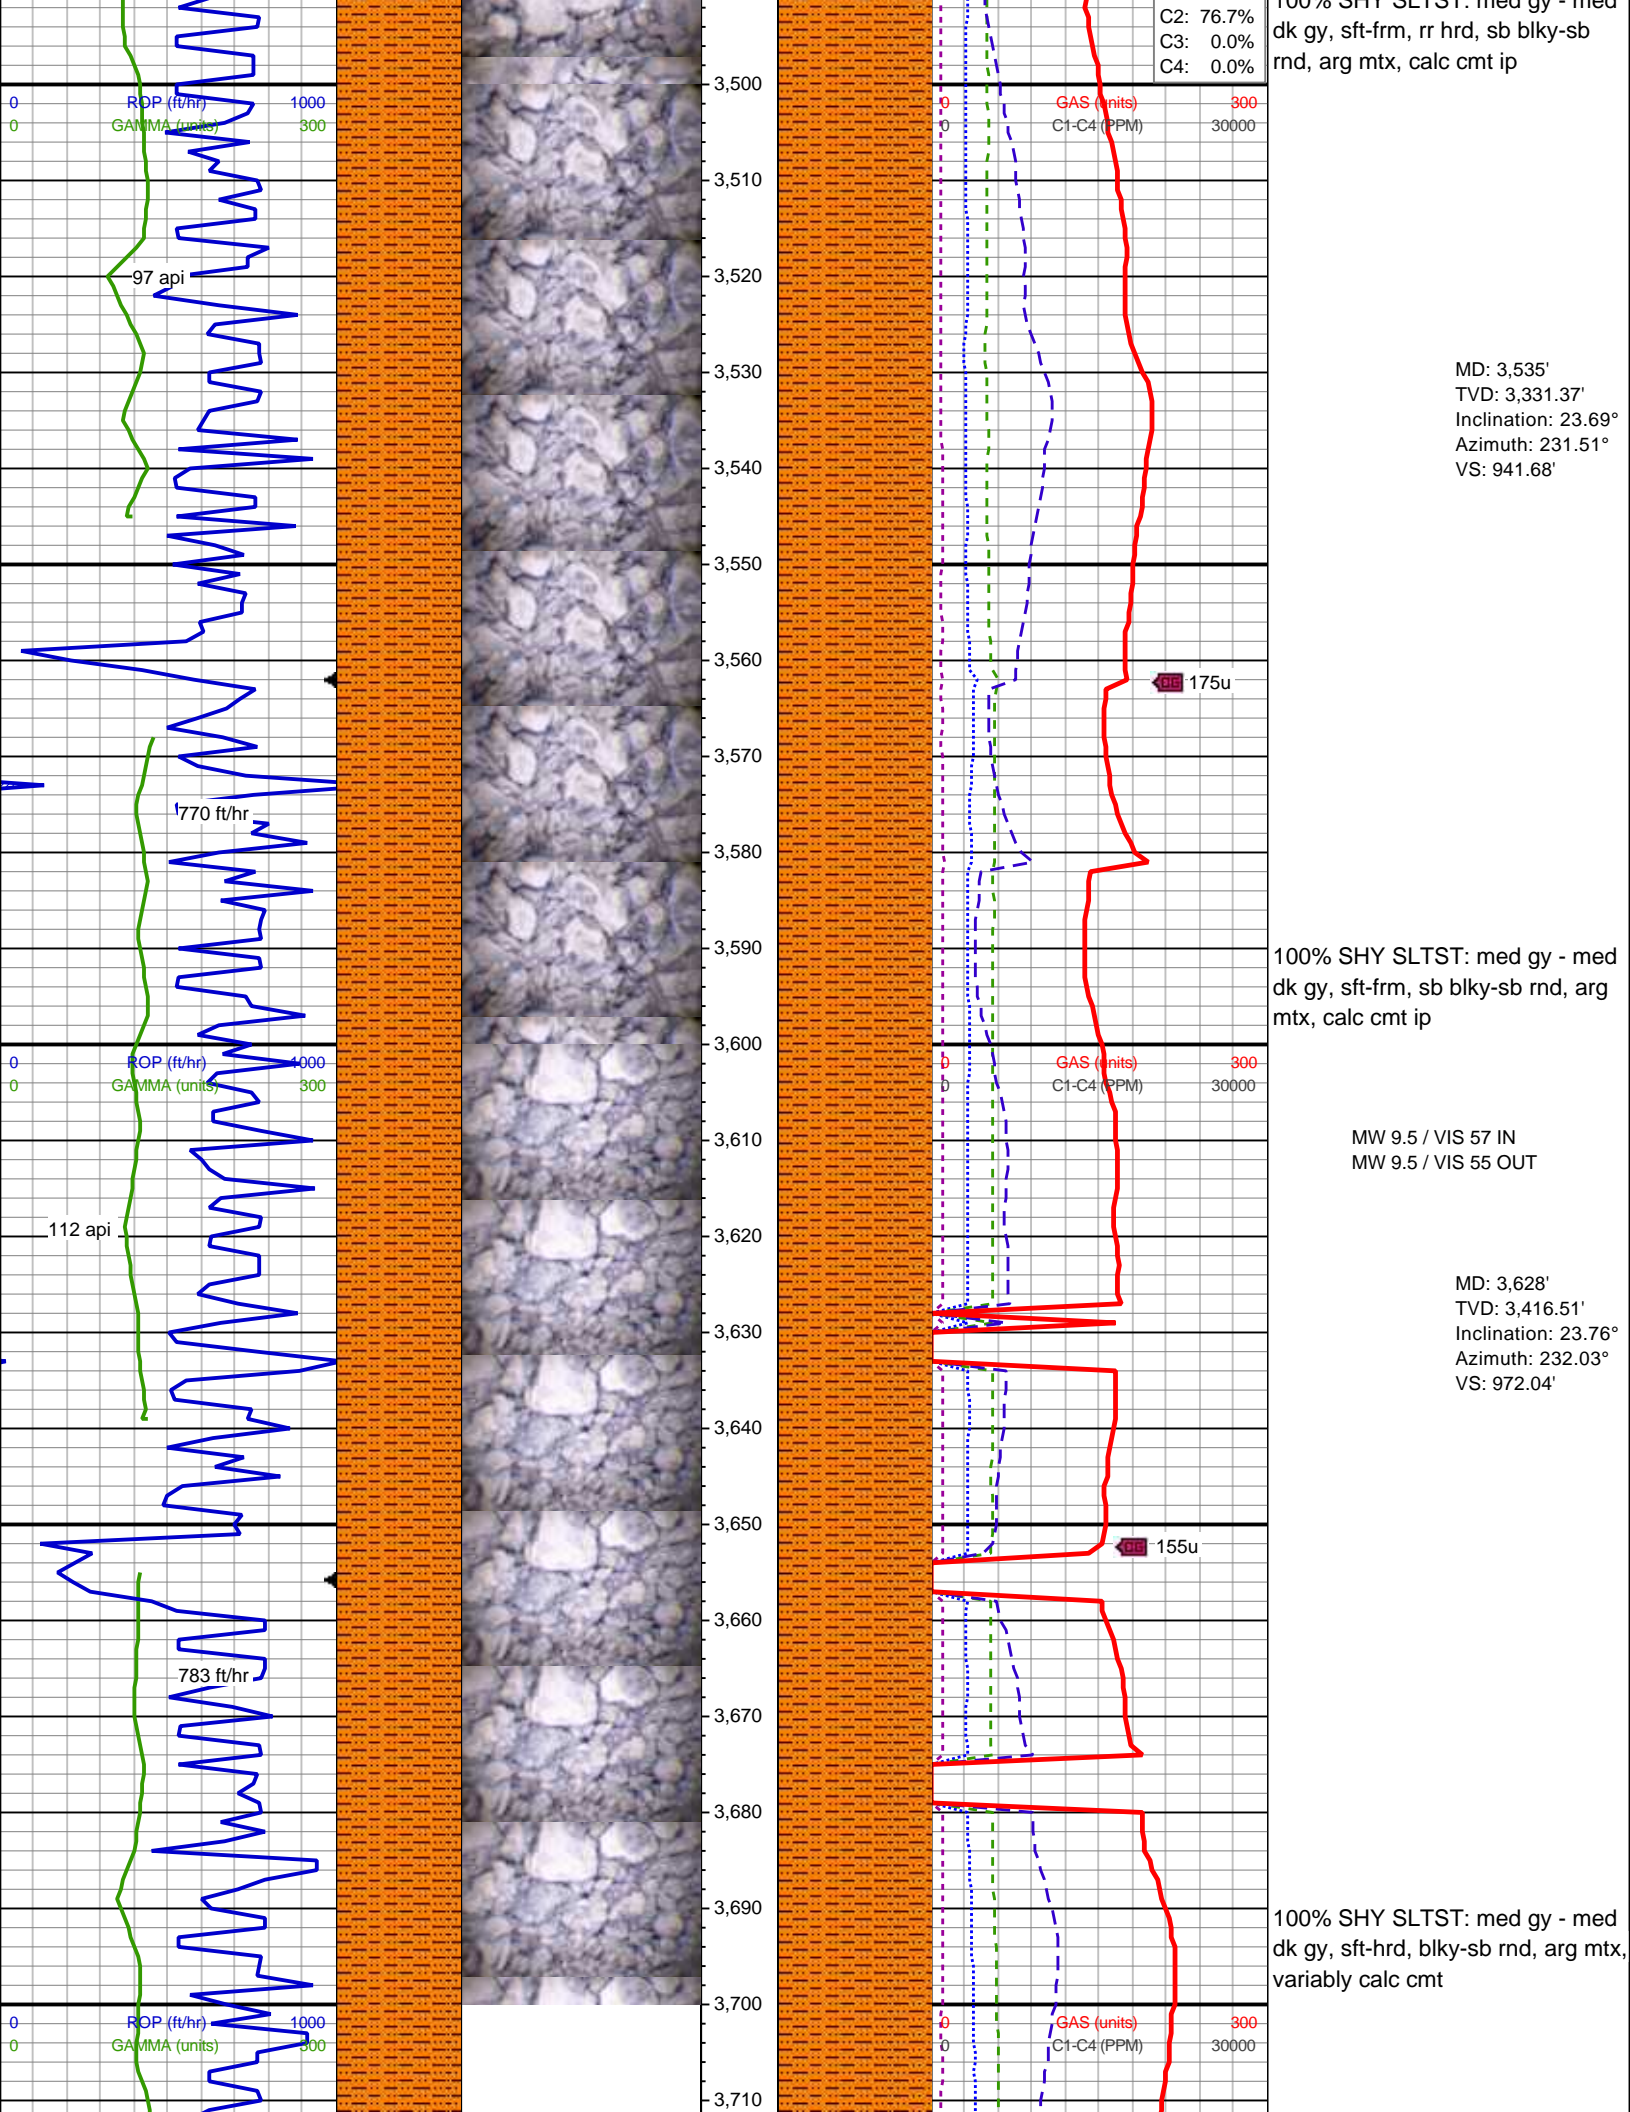 100% SHY SLTST: med gy - med
dk gy, sft-frm, rr hrd, sb blky-sb
rnd, arg mtx, calc cmt ip
C2: 76.7%
C3: 0.0%
C4: 0.0%
3,500
0 ROP (ft/hr) 1000
0 GAMMA (units) 300
0 GAS (units) 300
0 C1-C4 (PPM) 30000
3,510
97 api
3,520
3,530
MD: 3,535'
TVD: 3,331.37'
Inclination: 23.69°
Azimuth: 231.51°
VS: 941.68'
3,540
3,550
3,560
175u
3,570
770 ft/hr
3,580
3,590
100% SHY SLTST: med gy - med
dk gy, sft-frm, sb blky-sb rnd, arg
mtx, calc cmt ip
3,600
0 ROP (ft/hr) 1000
0 GAMMA (units) 300
0 GAS (units) 300
0 C1-C4 (PPM) 30000
3,610
MW 9.5 / VIS 57 IN
MW 9.5 / VIS 55 OUT
112 api
3,620
3,630
MD: 3,628'
TVD: 3,416.51'
Inclination: 23.76°
Azimuth: 232.03°
VS: 972.04'
3,640
3,650
155u
3,660
783 ft/hr
3,670
3,680
3,690
100% SHY SLTST: med gy - med
dk gy, sft-hrd, blky-sb rnd, arg mtx,
variably calc cmt
3,700
0 ROP (ft/hr) 1000
0 GAMMA (units) 300
0 GAS (units) 300
0 C1-C4 (PPM) 30000
3,710